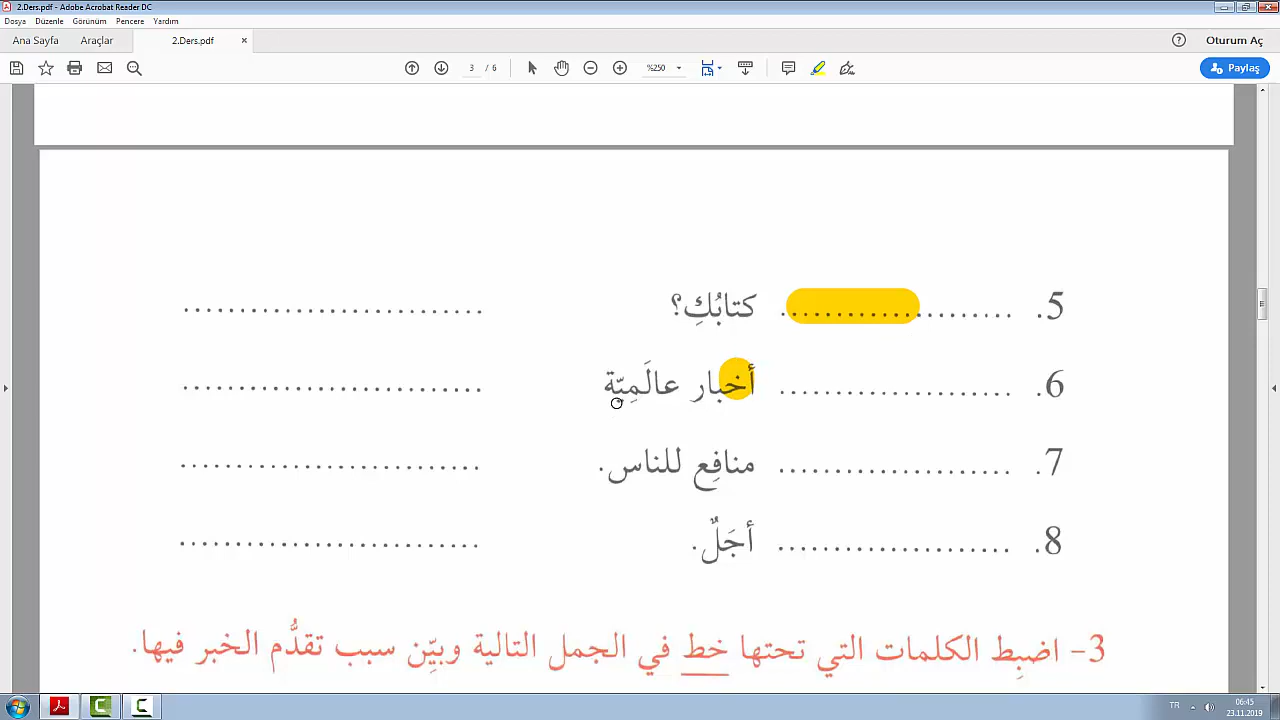 2.Ders.pdf - Adobe Acrobat Reader DC
Dosya Düzenle Görünüm Pencere Yardım
Ana Sayfa Araçlar 2.Ders.pdf × Oturum Aç
3 / 6 %250 Paylaş
5. ...................... كتابُكِ؟ ...........................
6. ...................... أخبار عالَمِيّة ...........................
7. ...................... منافِع للناس. ...........................
8. ...................... أجَلٌ. ...........................
3- اضبِط الكلمات التي تحتها خط في الجمل التالية وبيِّن سبب تقدُّم الخبر فيها.
TR 06:45
23.11.2019